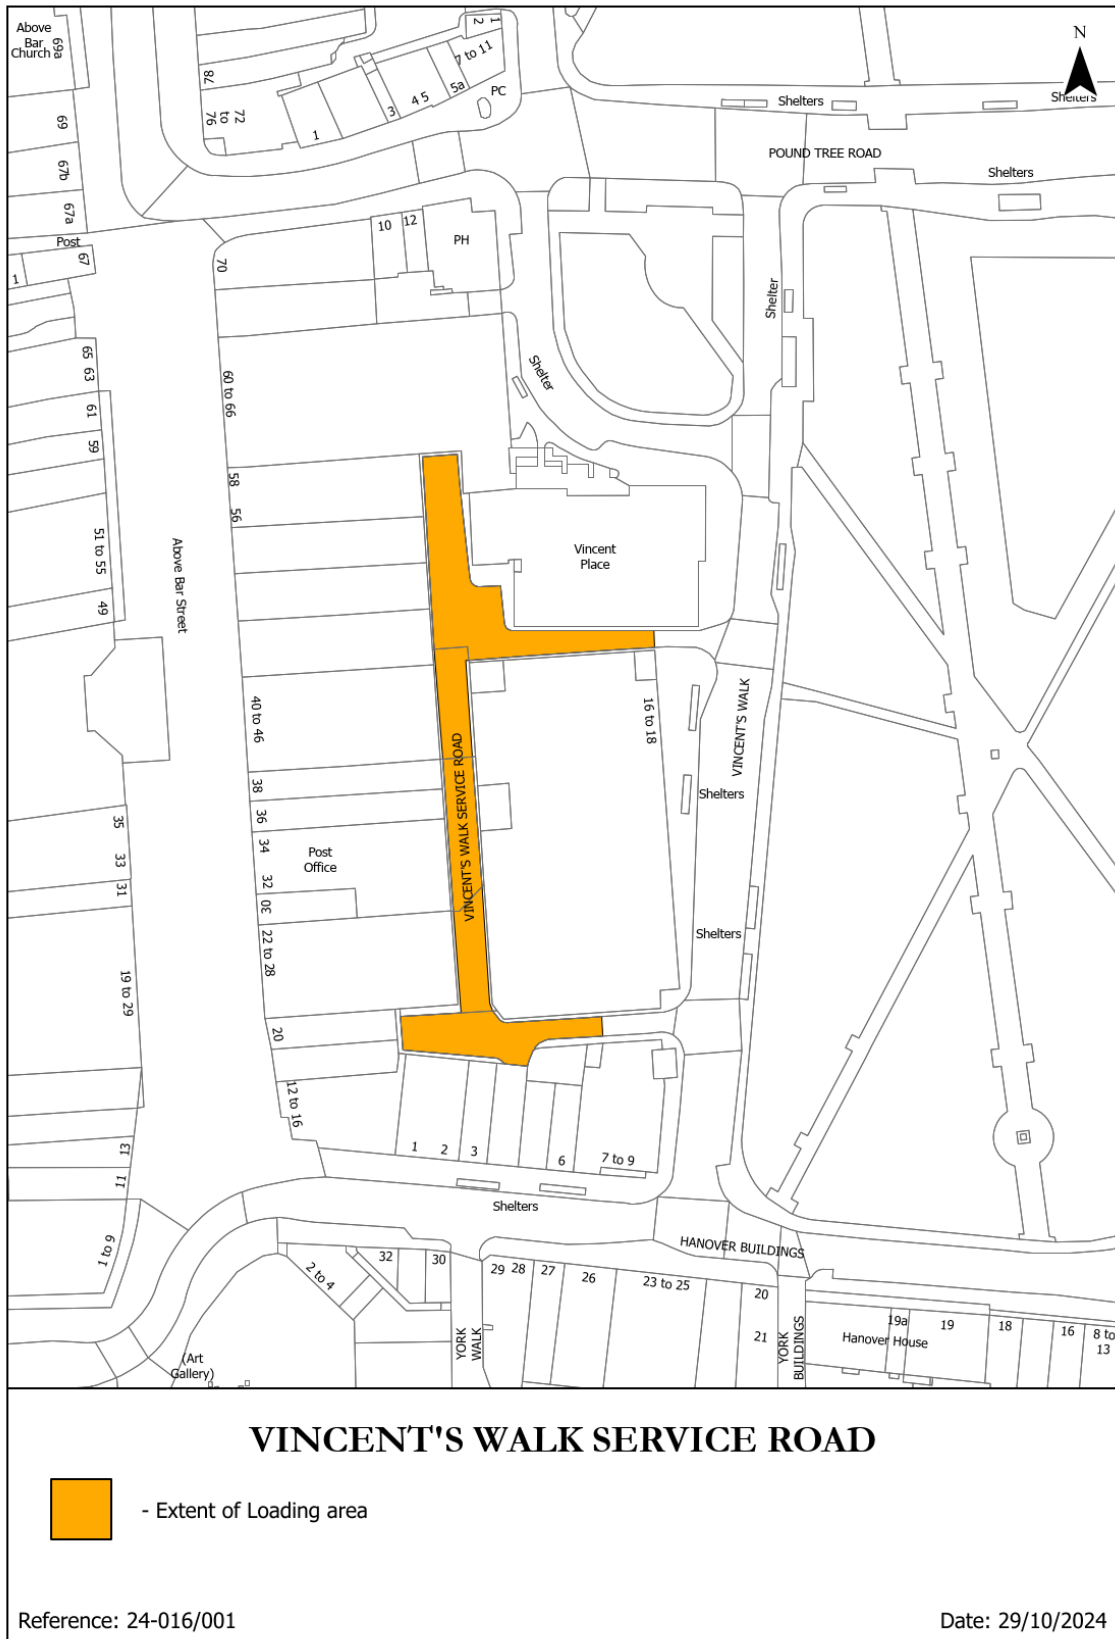 Above
Bar
Church
69a
69
67b
67a
Post
67
1
78
72
to
76
1
3
4 5
5a
7 to 11
2
1
PC
N
Shelters
Shelters
POUND TREE ROAD
Shelters
10
12
PH
70
Shelter
Shelter
65
63
61
59
51 to 55
49
60 to 66
58
56
Above Bar Street
Vincent
Place
40 to 46
38
36
34
32
30
22 to 28
20
12 to 16
Post
Office
VINCENT'S WALK SERVICE ROAD
16 to 18
VINCENT'S WALK
Shelters
Shelters
35
33
31
19 to 29
13
11
1 to 9
1
2
3
6
7 to 9
Shelters
HANOVER BUILDINGS
2 to 4
32
30
29
28
27
26
23 to 25
20
21
YORK
WALK
YORK
BUILDINGS
19a
19
18
16
8 to
13
Hanover House
(Art
Gallery)
VINCENT'S WALK SERVICE ROAD
- Extent of Loading area
Reference: 24-016/001
Date: 29/10/2024